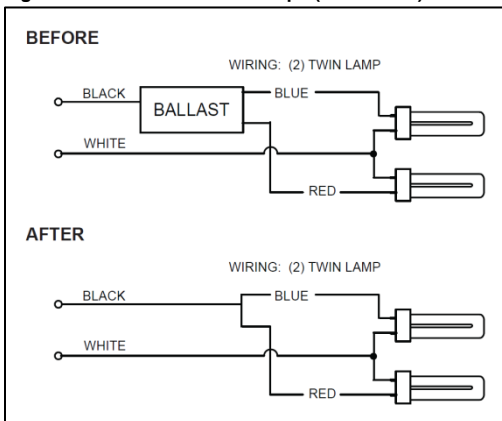 BEFORE
WIRING: (2) TWIN LAMP
BLACK
BLUE
BALLAST
WHITE
RED
AFTER
WIRING: (2) TWIN LAMP
BLACK
BLUE
WHITE
RED